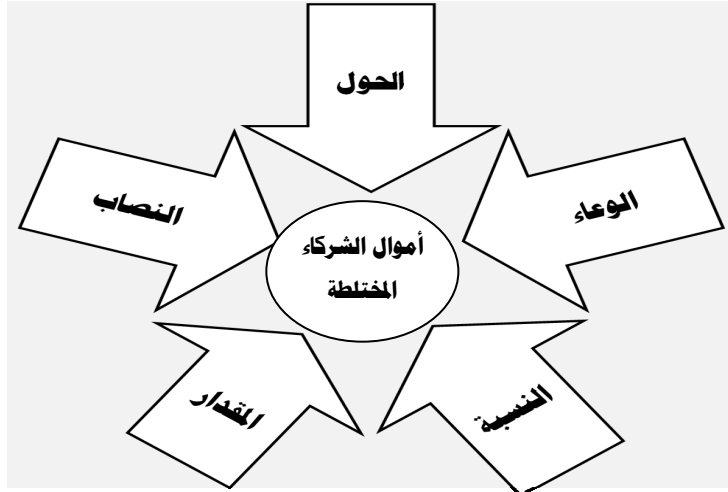 الحول
الوعاء
النصاب
أموال الشركاء
المختلطة
النسبة
المقدار